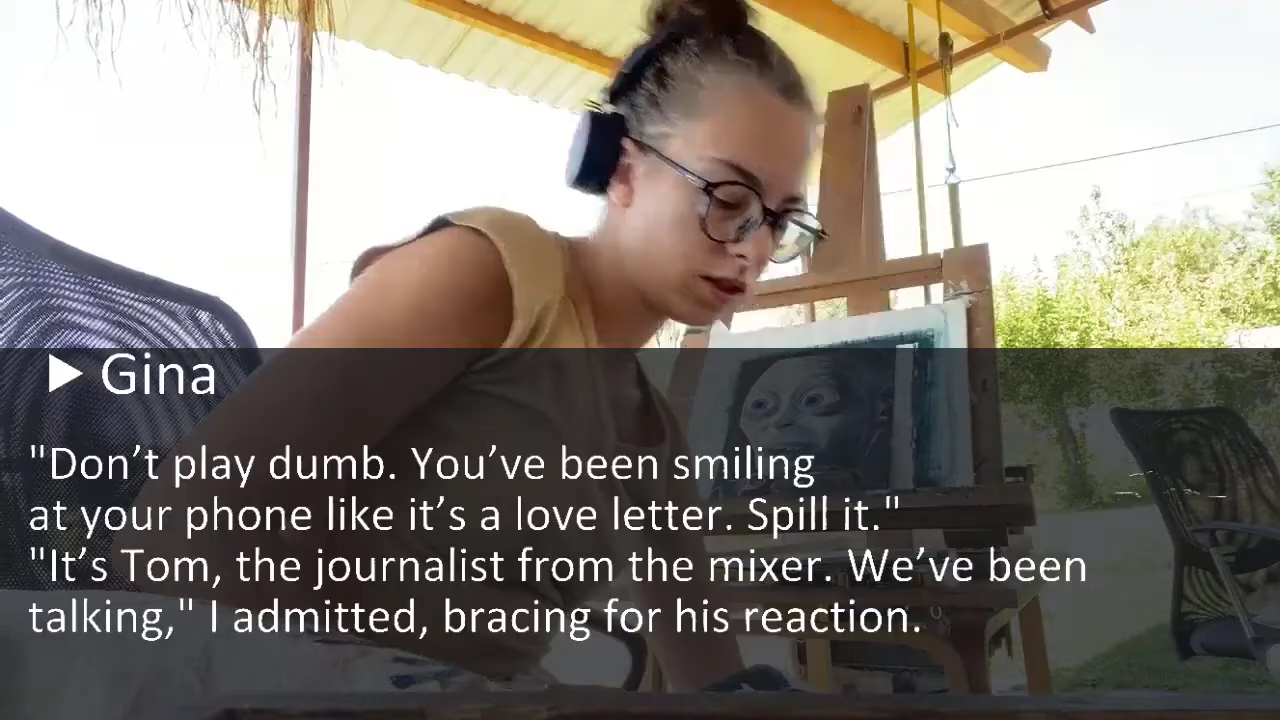 ▶ Gina
"Don’t play dumb. You’ve been smiling
at your phone like it’s a love letter. Spill it."
"It’s Tom, the journalist from the mixer. We’ve been
talking," I admitted, bracing for his reaction.